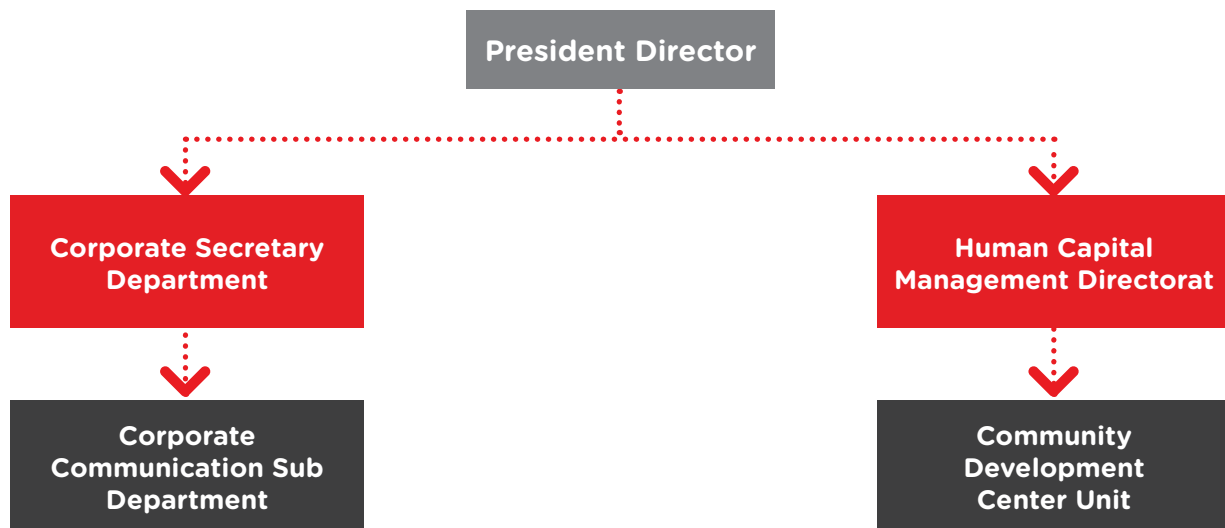 President Director
Corporate Secretary
Department
Human Capital
Management Directorat
Corporate
Communication Sub
Department
Community
Development
Center Unit